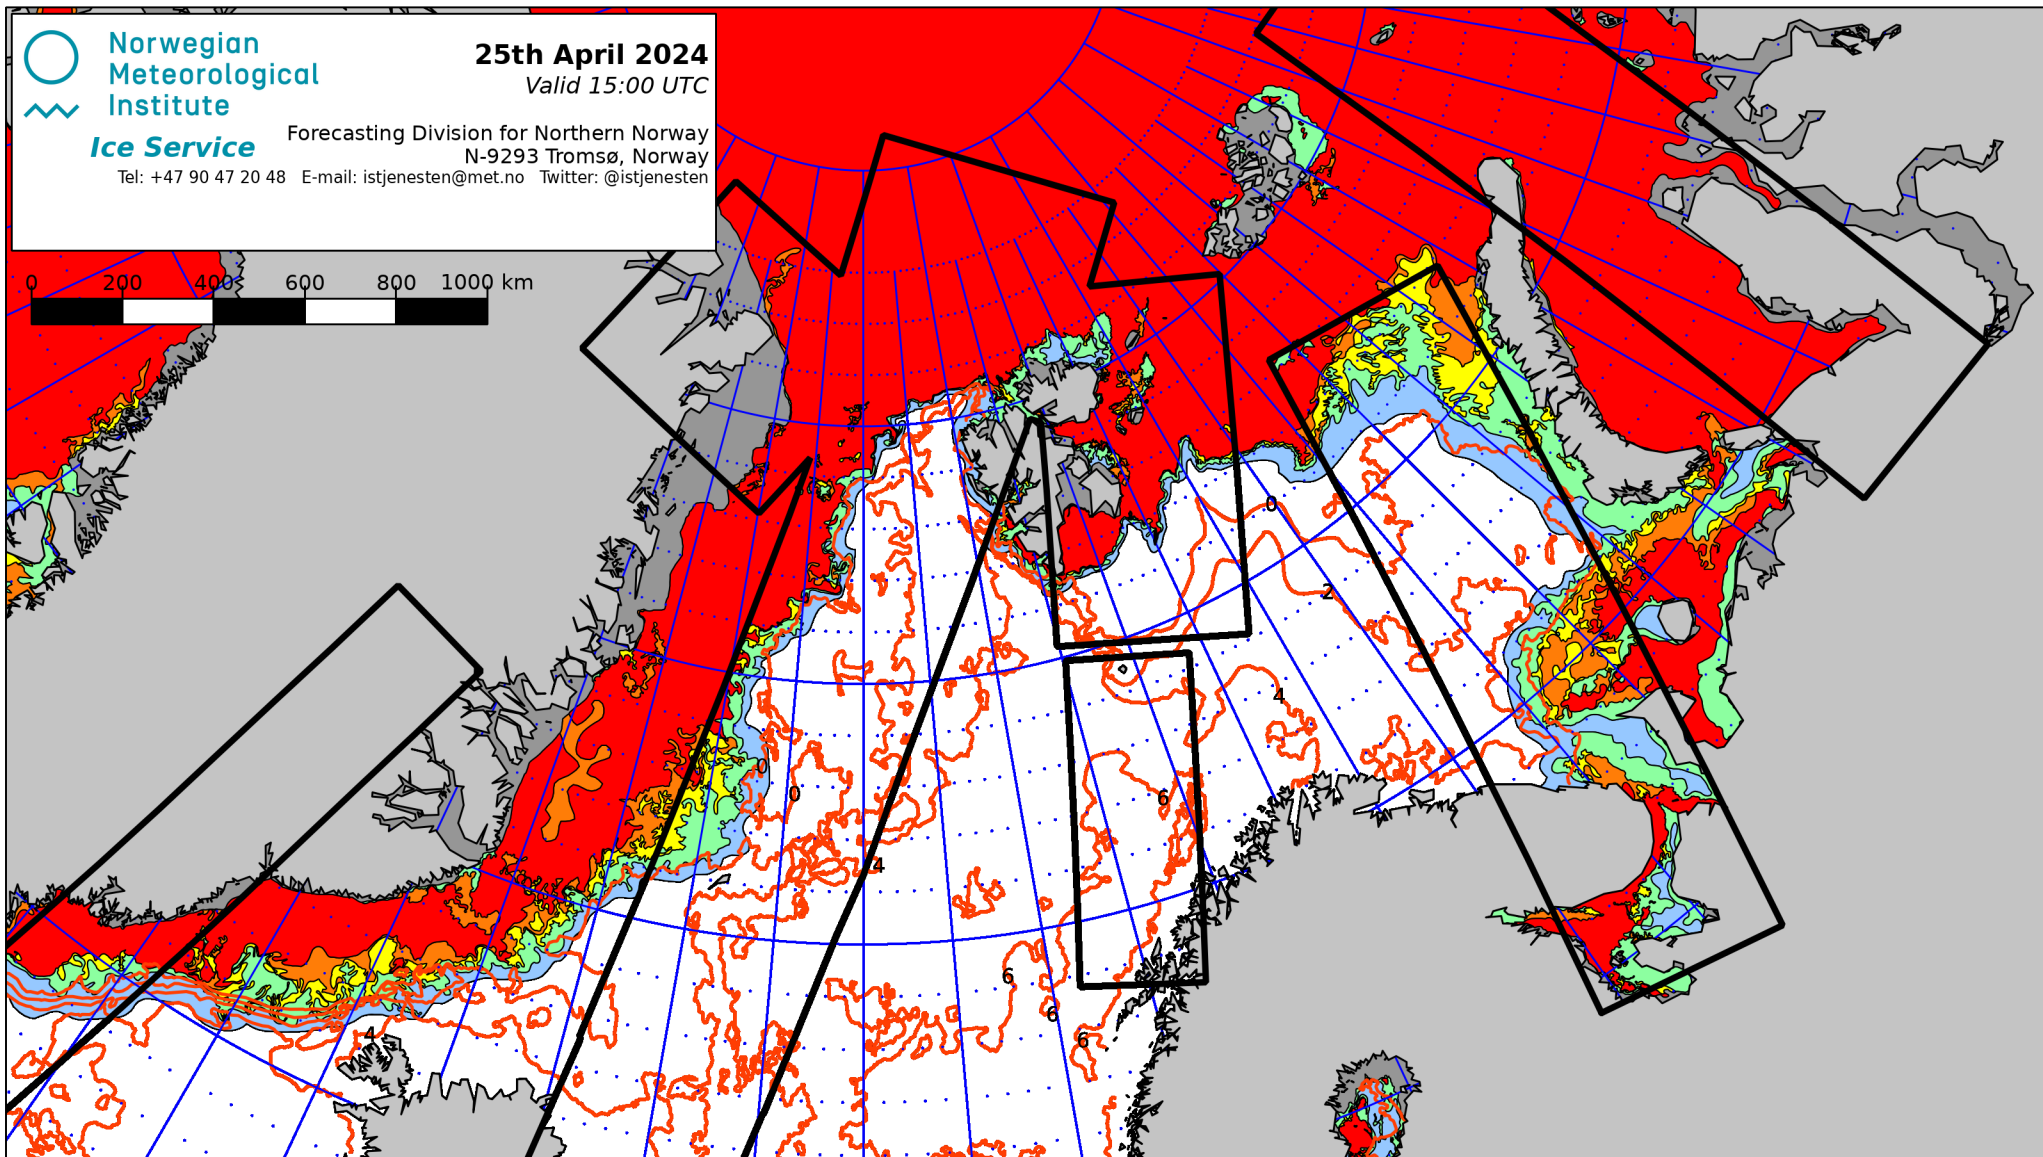 Norwegian
Meteorological
Institute
Ice Service
25th April 2024
Valid 15:00 UTC
Forecasting Division for Northern Norway
N-9293 Tromsø, Norway
Tel: +47 90 47 20 48 E-mail: istjenesten@met.no Twitter: @istjenesten
0 200 400 600 800 1000 km
0
2
4
0
0
6
4
6
6
6
4